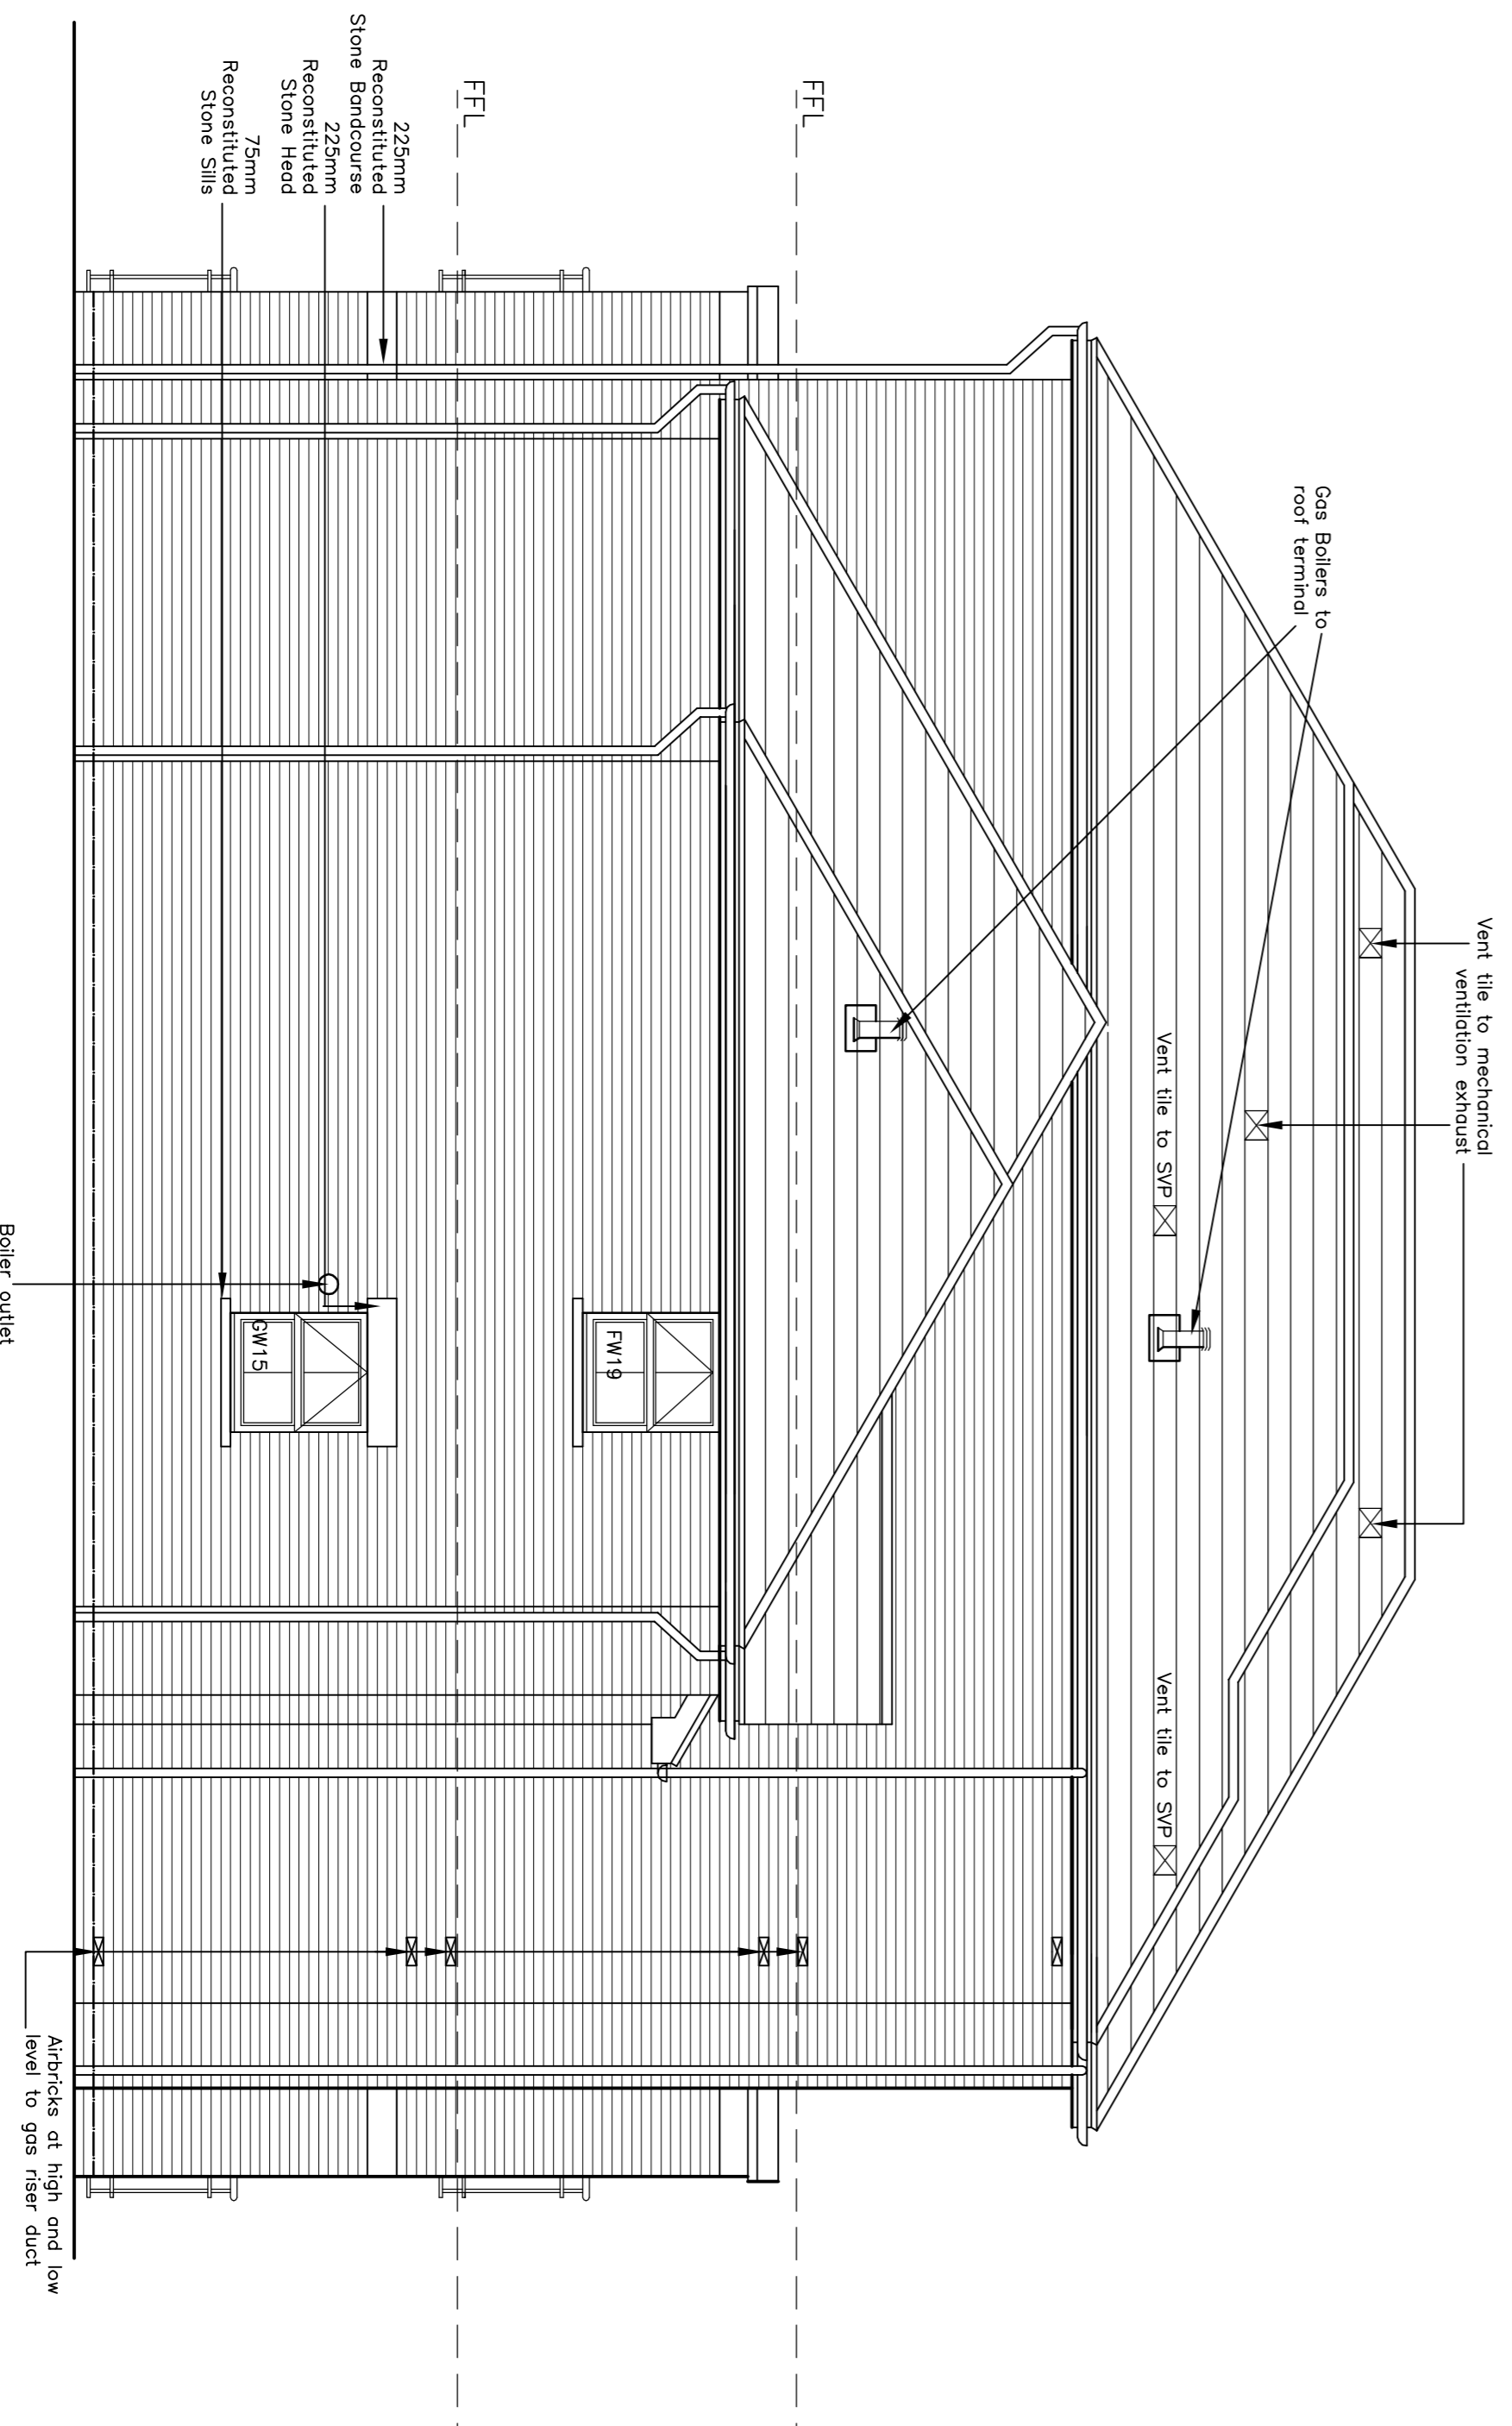 Vent tile to mechanical
ventilation exhaust
Gas Boilers to
roof terminal
Vent tile to SVP
Vent tile to SVP
FFL
FFL
225mm
Reconstituted
Stone Bandcourse
225mm
Reconstituted
Stone Head
75mm
Reconstituted
Stone Sills
FW19
GW15
Boiler outlet
Airbricks at high and low
level to gas riser duct